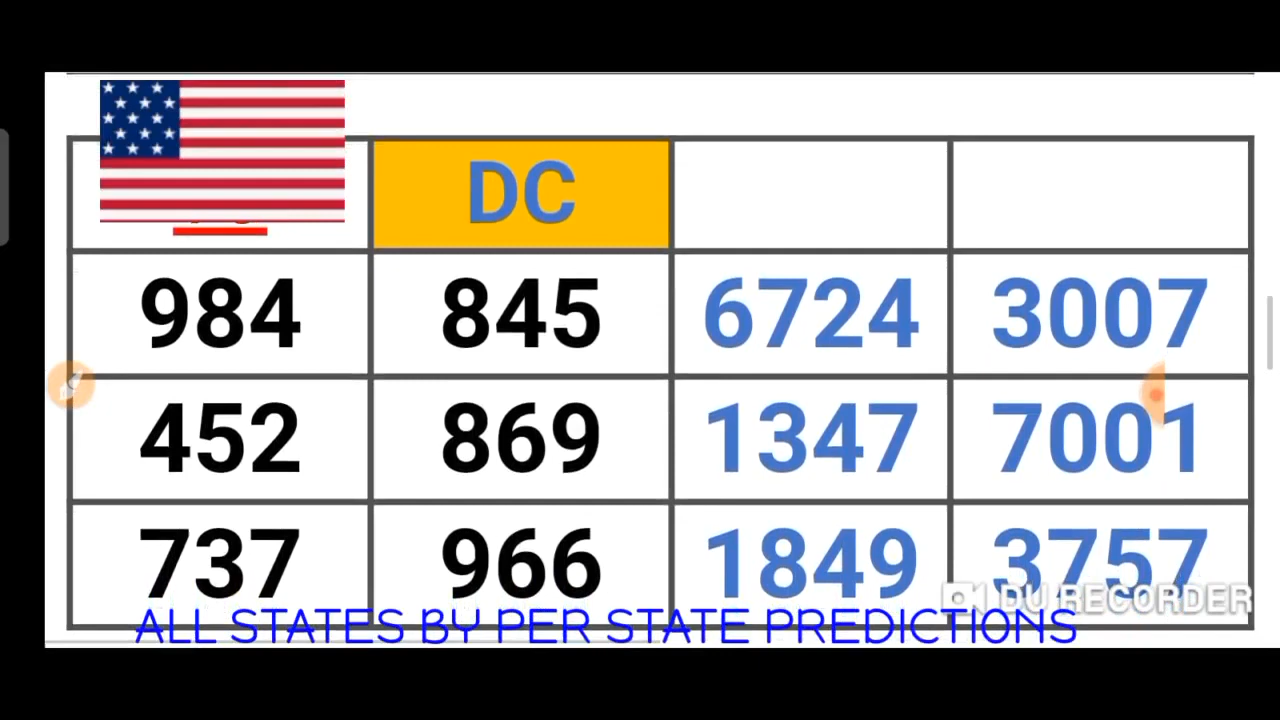 DC
984 845 6724 3007
452 869 1347 7001
737 966 1849 3757
DU RECORDER
ALL STATES BY PER STATE PREDICTIONS